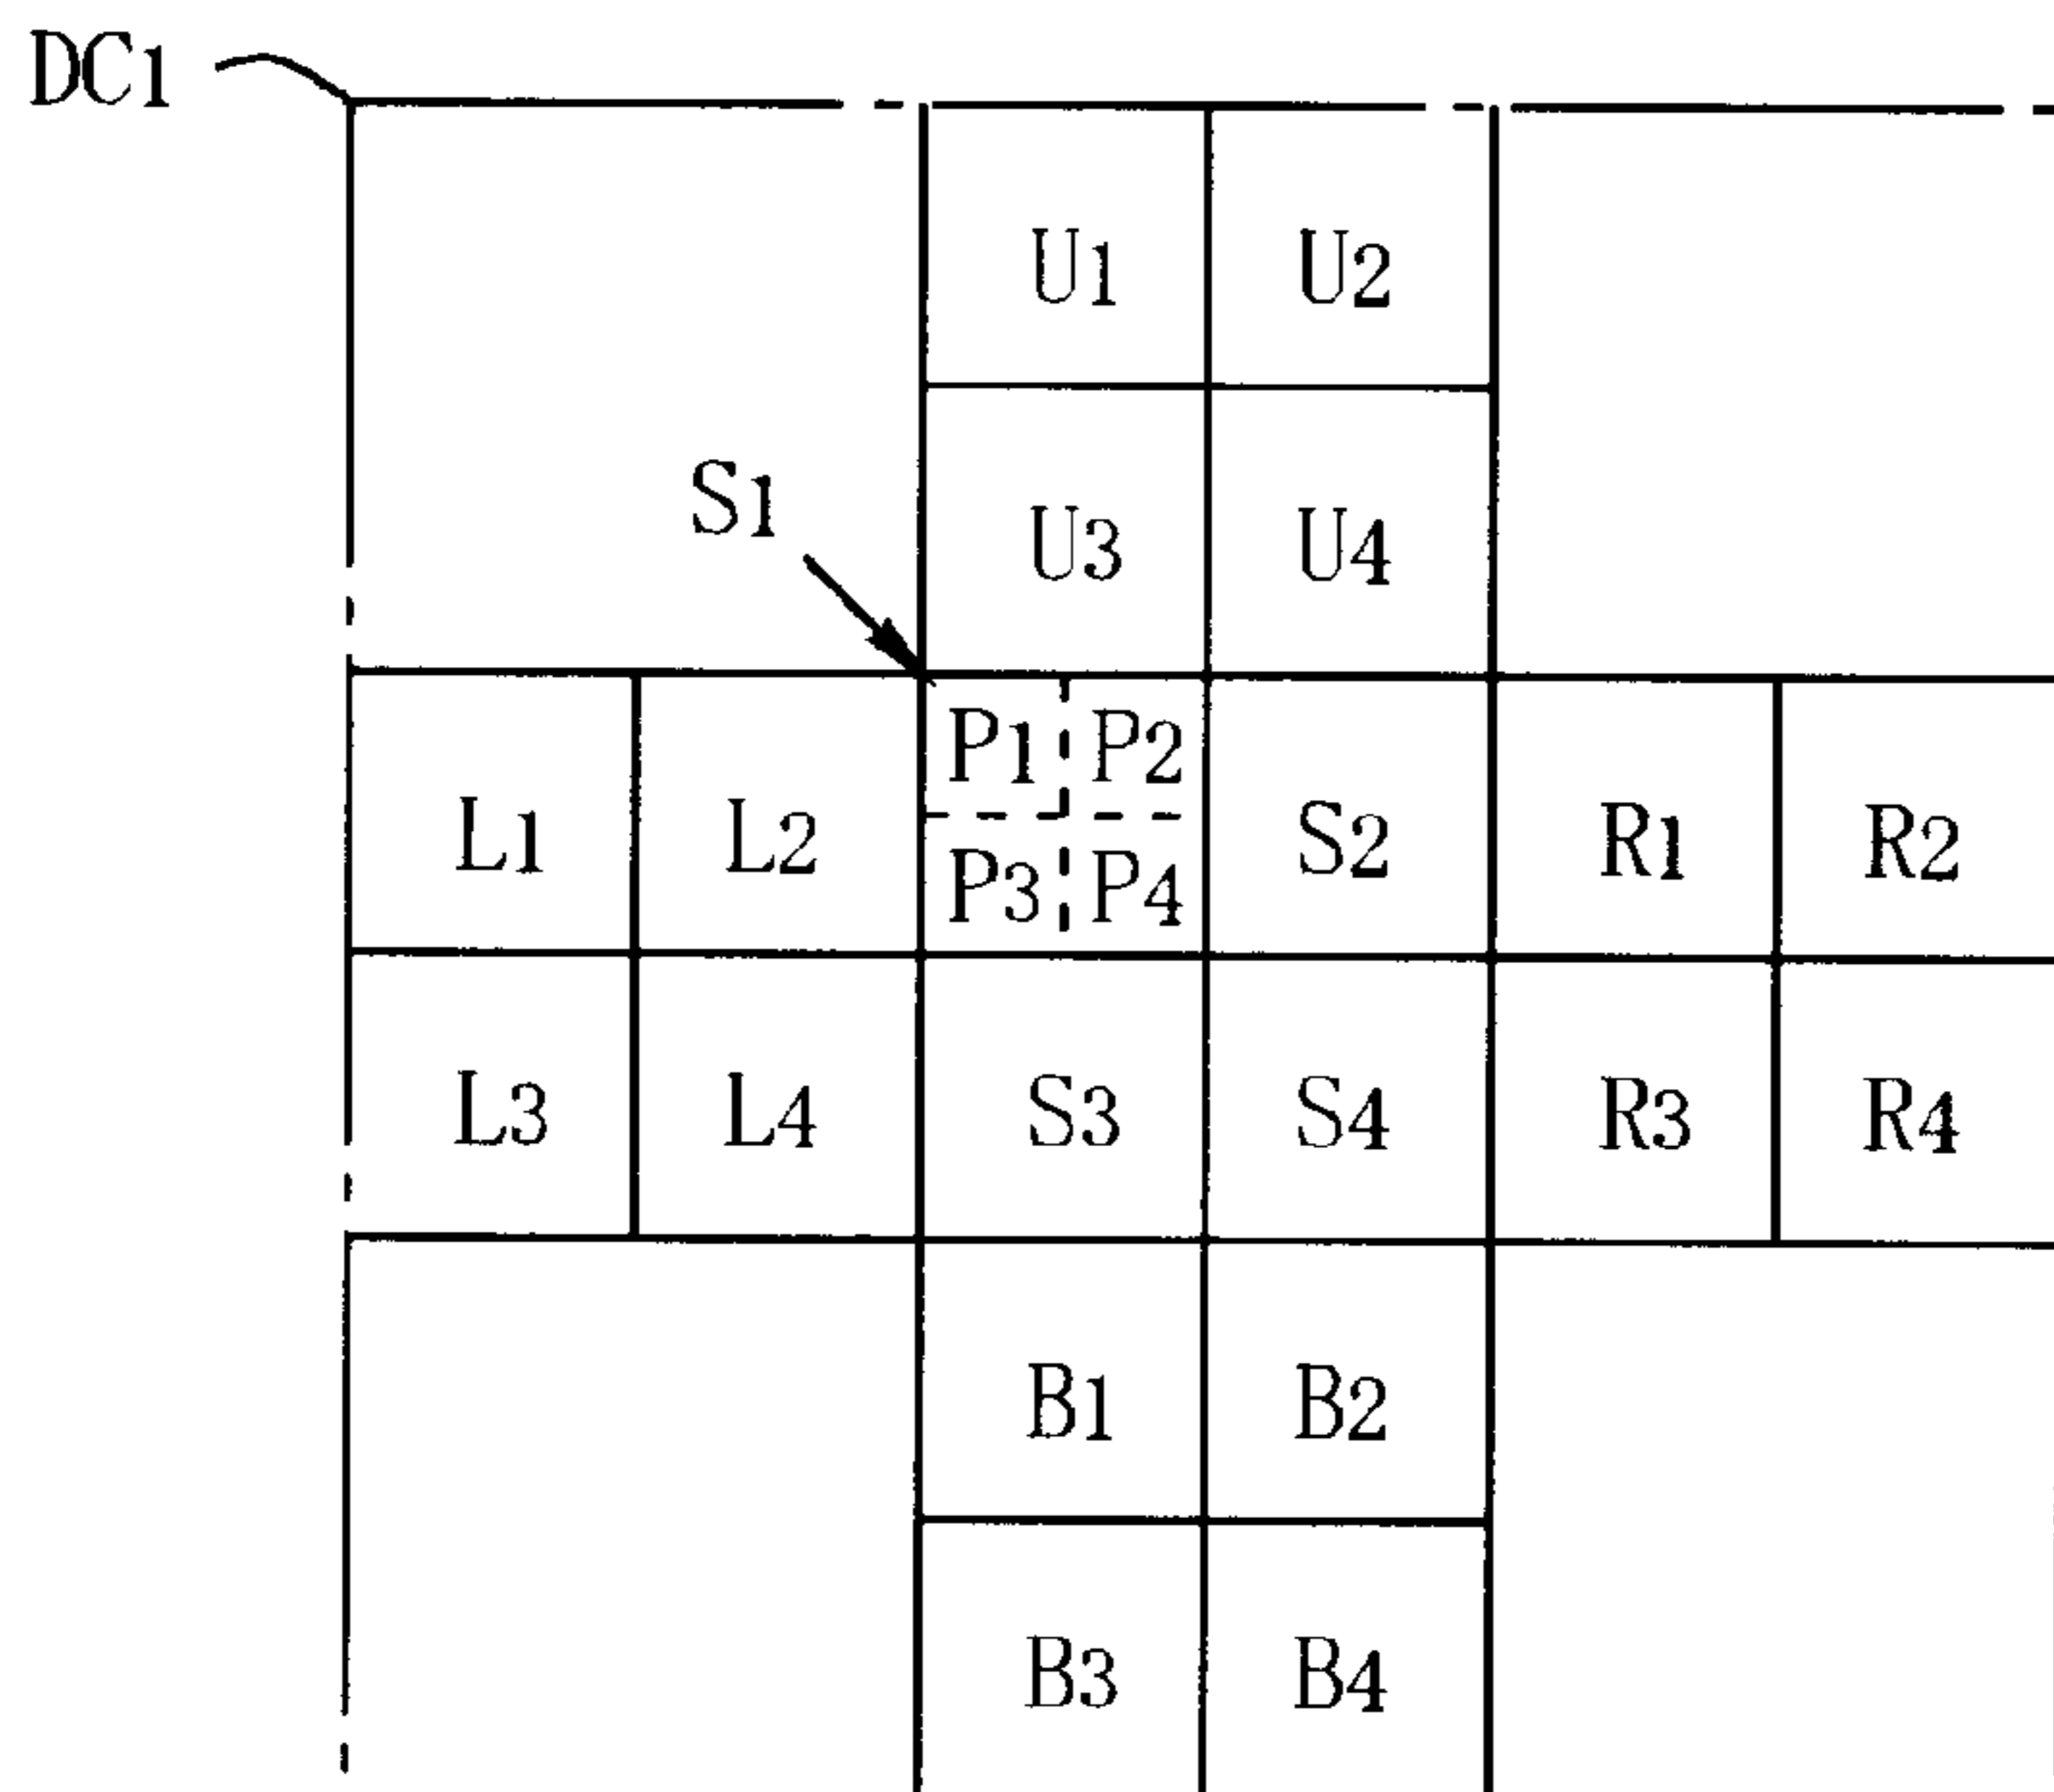 DC1
U1 U2
S1
U3 U4
P1 P2
L1 L2 S2 R1 R2
P3 P4
L3 L4 S3 S4 R3 R4
B1 B2
B3 B4